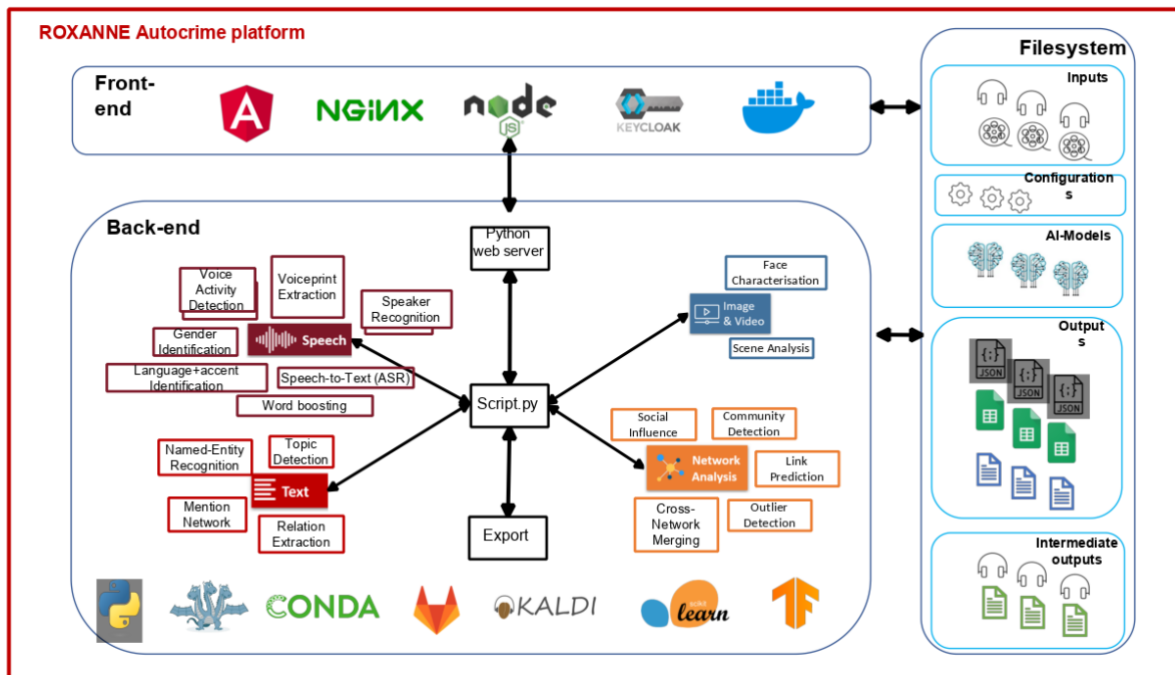 ROXANNE Autocrime platform
Front-
end
A
NGiNX
node
JS
KEYCLOAK
Filesystem
Inputs
Configuration
s
AI-Models
Output
s
{:}
JSON
{:}
JSON
{:}
JSON
Intermediate
outputs
Back-end
Python
web server
Voice
Activity
Detection
Voiceprint
Extraction
Speaker
Recognition
Gender
Identification
Speech
Language+accent
Identification
Speech-to-Text (ASR)
Word boosting
Face
Characterisation
Image
& Video
Scene Analysis
Script.py
Named-Entity
Recognition
Topic
Detection
Text
Mention
Network
Relation
Extraction
Social
Influence
Community
Detection
Network
Analysis
Link
Prediction
Cross-
Network
Merging
Outlier
Detection
Export
CONDA
KALDI
scikit
learn